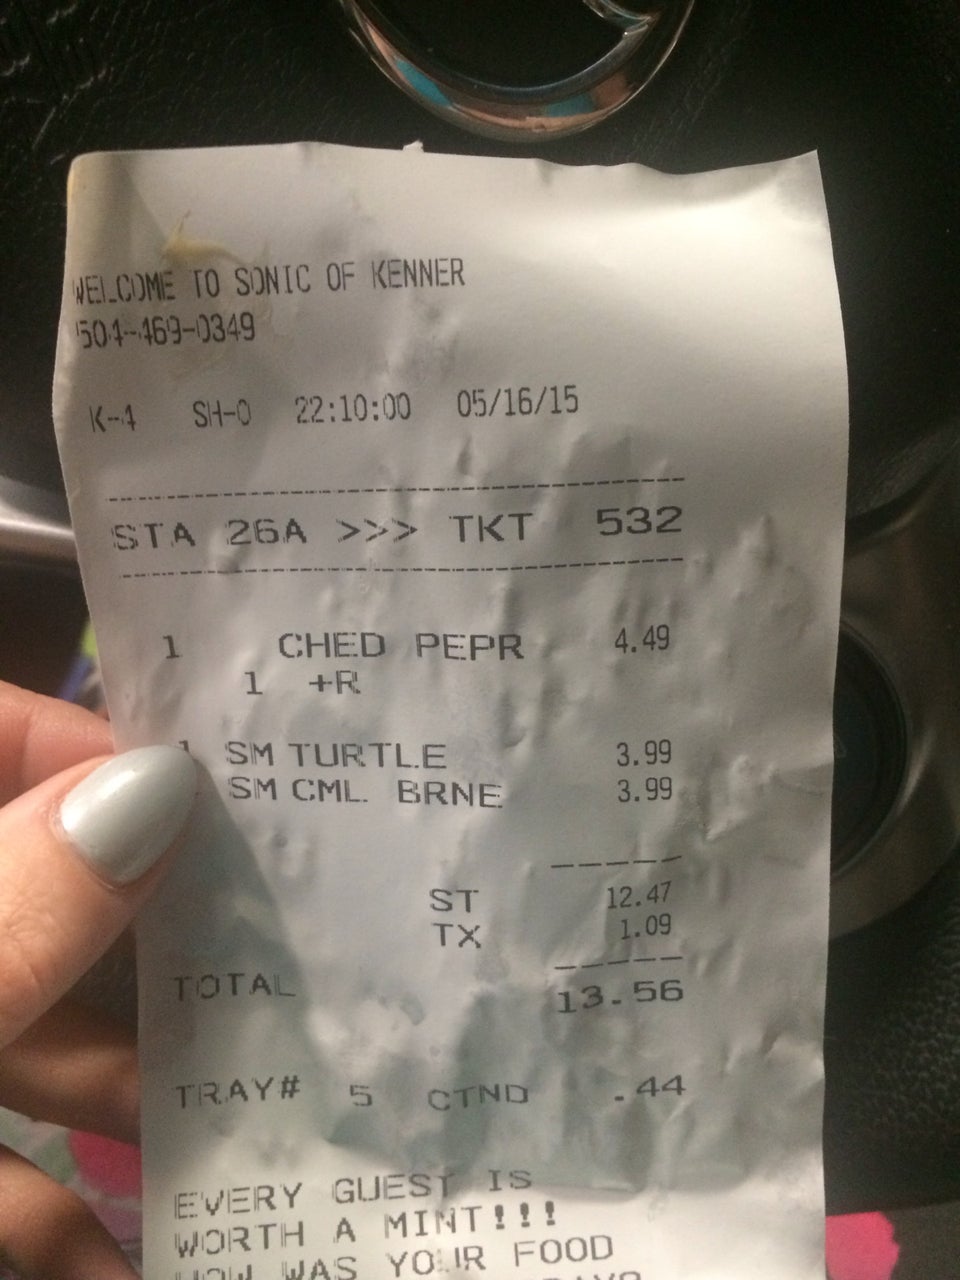 WELCOME TO SONIC OF KENNER
504-469-0349
K-4 SH-0 22:10:00 05/16/15
STA 26A >>> TKT 532
1 CHED PEPR 4.49
1 +R
1 SM TURTLE 3.99
SM CML BRNE 3.99
ST 12.47
TX 1.09
TOTAL 13.56
TRAY# 5 CTND .44
EVERY GUEST IS
WORTH A MINT!!!
HOW WAS YOUR FOOD